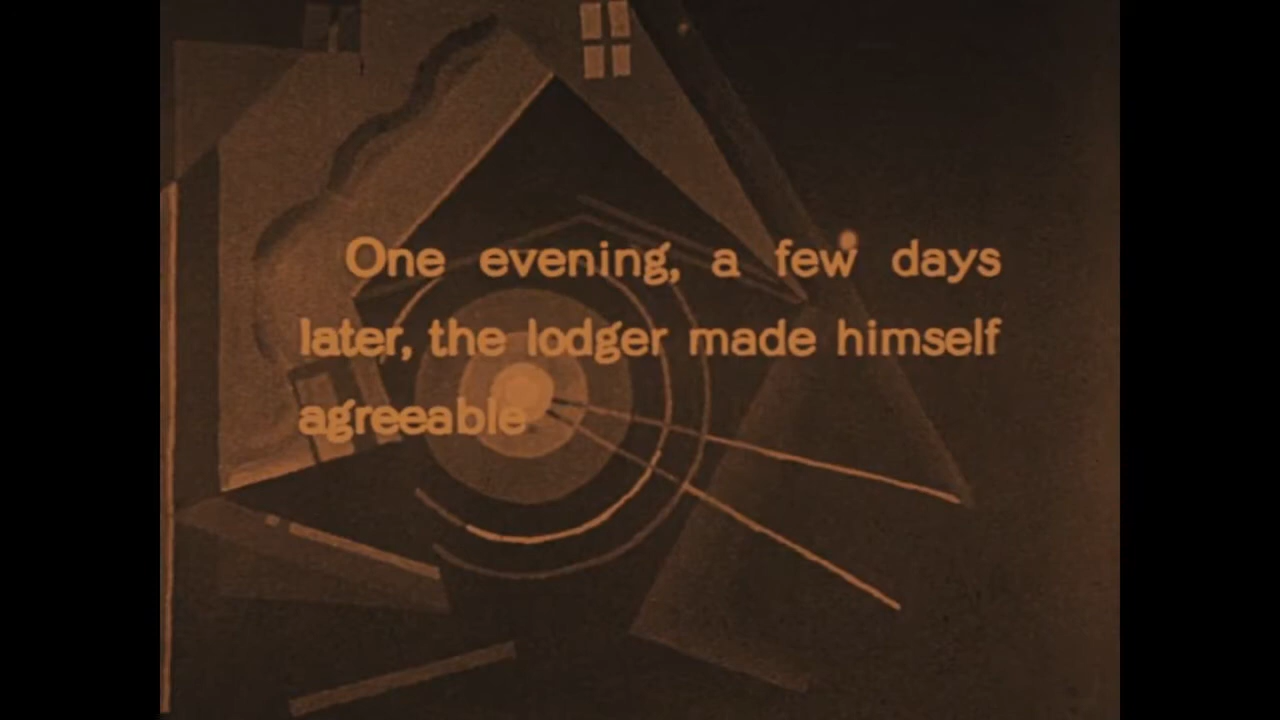 One evening, a few days
later, the lodger made himself
agreeable